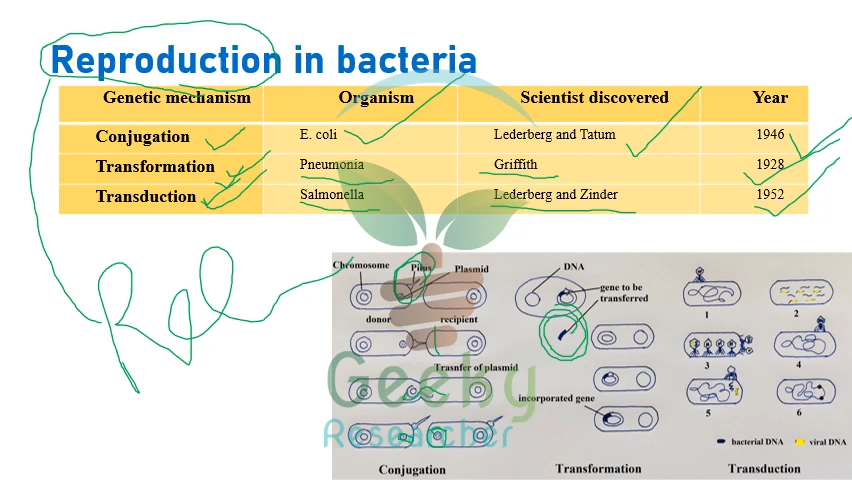 Reproduction in bacteria
Genetic mechanism Organism Scientist discovered Year
Conjugation E. coli Lederberg and Tatum 1946
Transformation Pneumonia Griffith 1928
Transduction Salmonella Lederberg and Zinder 1952
Chromosome Pilus Plasmid
donor recipient
Trasnfer of plasmid
Conjugation
DNA
gene to be
transferred
incorporated gene
Transformation
1 2
3 4
5 6
bacterial DNA viral DNA
Transduction
Geeky
Researcher